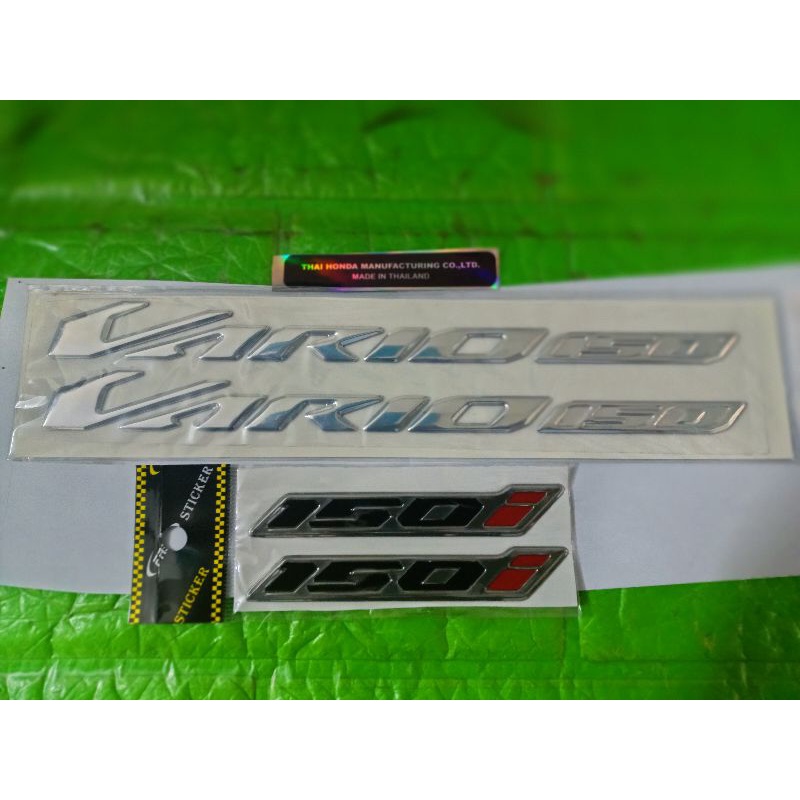 THAI HONDA MANUFACTURING CO.,LTD.
MADE IN THAILAND
VARIO 150
VARIO 150
STICKER
STICKER
150i
150i